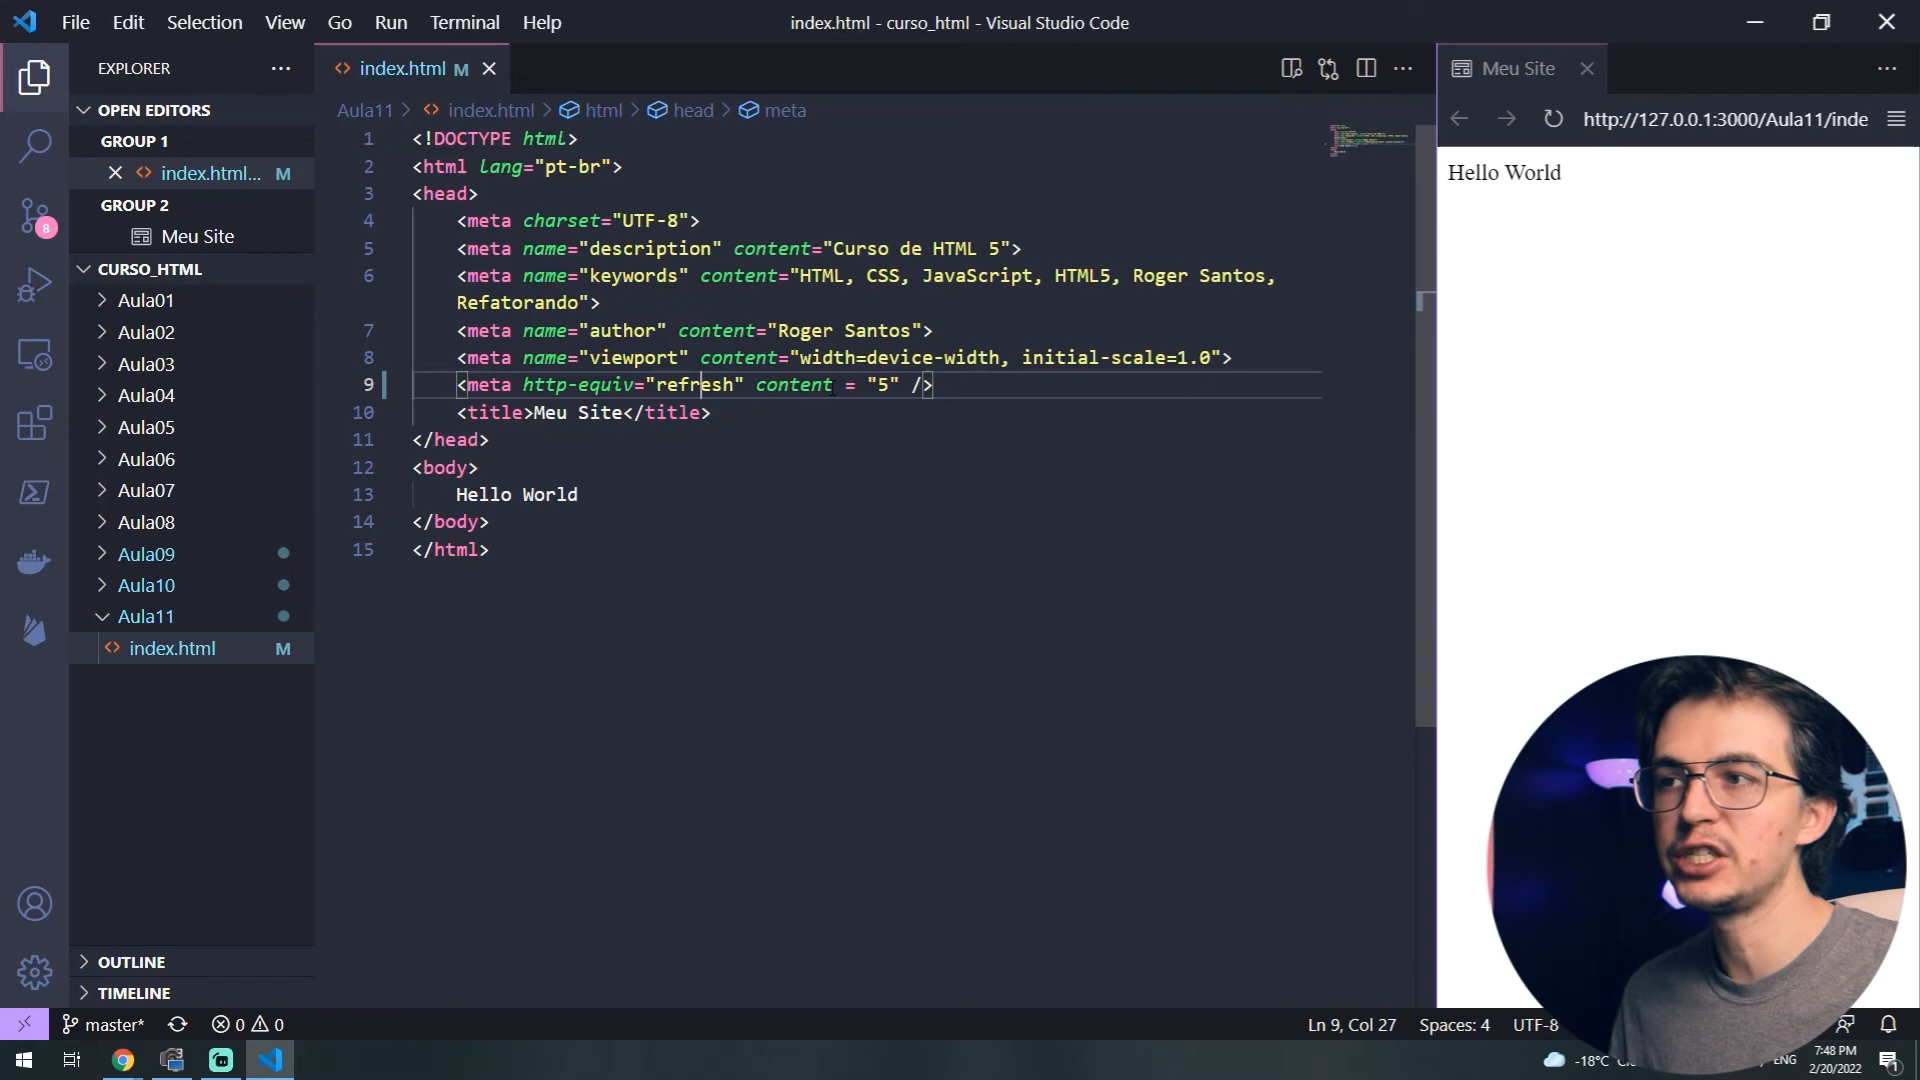 File Edit Selection View Go Run Terminal Help
index.html - curso_html - Visual Studio Code
EXPLORER
OPEN EDITORS
GROUP 1
index.html... M
GROUP 2
Meu Site
CURSO_HTML
Aula01
Aula02
Aula03
Aula04
Aula05
Aula06
Aula07
Aula08
Aula09
Aula10
Aula11
index.html M
OUTLINE
TIMELINE
8
index.html M
Aula11 > index.html > html > head > meta
1 <!DOCTYPE html>
2 <html lang="pt-br">
3 <head>
4 <meta charset="UTF-8">
5 <meta name="description" content="Curso de HTML 5">
6 <meta name="keywords" content="HTML, CSS, JavaScript, HTML5, Roger Santos,
Refatorando">
7 <meta name="author" content="Roger Santos">
8 <meta name="viewport" content="width=device-width, initial-scale=1.0">
9 <meta http-equiv="refresh" content = "5" />
10 <title>Meu Site</title>
11 </head>
12 <body>
13 Hello World
14 </body>
15 </html>
Meu Site
http://127.0.0.1:3000/Aula11/inde
Hello World
master* 0 0
Ln 9, Col 27 Spaces: 4 UTF-8
-18°C
ENG
7:48 PM
2/20/2022
1